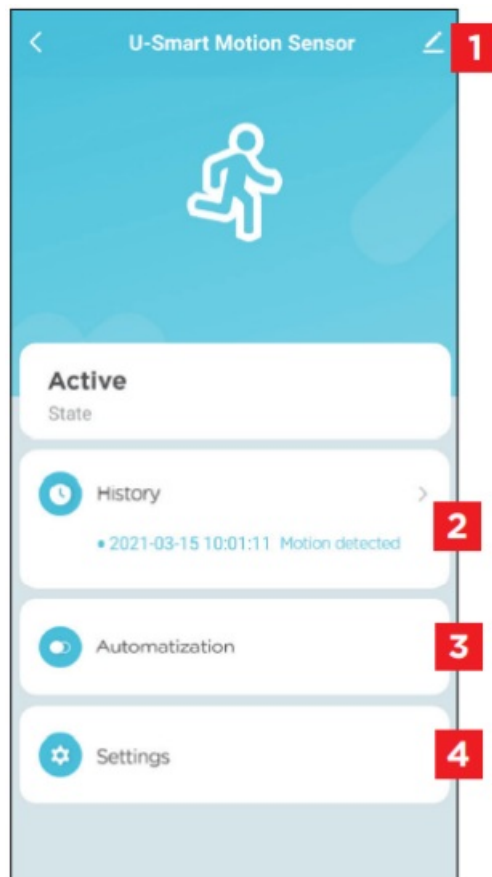 U-Smart Motion Sensor
1
Active
State
History
• 2021-03-15 10:01:11 Motion detected
2
Automatization
3
Settings
4